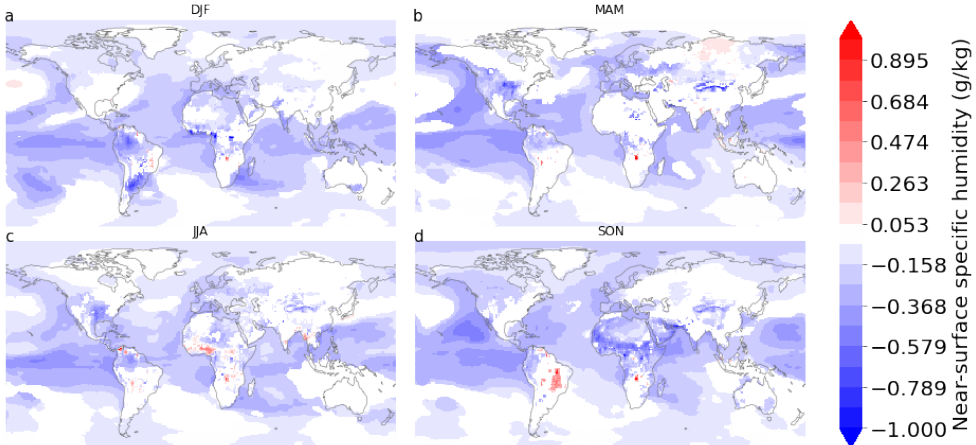 a
DJF
b
MAM
c
JJA
d
SON
0.895
0.684
0.474
0.263
0.053
−0.158
−0.368
−0.579
−0.789
−1.000
Near-surface specific humidity (g/kg)